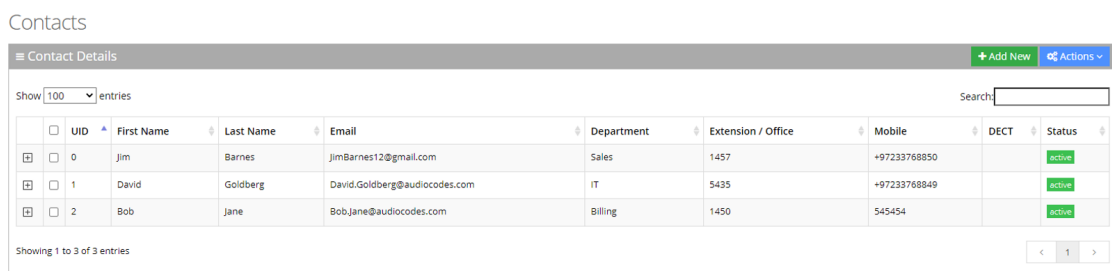 Contacts
Contact Details + Add New Actions
Show 100 entries Search:
UID First Name Last Name Email Department Extension / Office Mobile DECT Status
0 Jim Barnes JimBarnes12@gmail.com Sales 1457 +97233768850 active
1 David Goldberg David.Goldberg@audiocodes.com IT 5435 +97233768849 active
2 Bob Jane Bob.Jane@audiocodes.com Billing 1450 545454 active
Showing 1 to 3 of 3 entries < 1 >